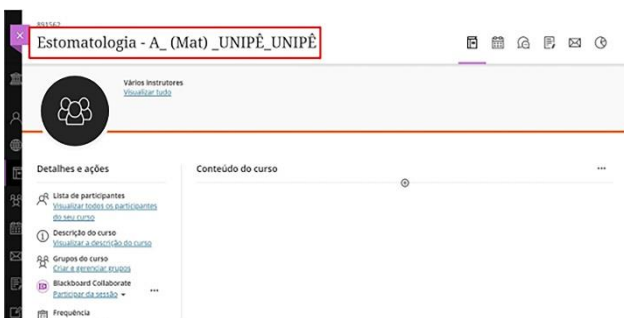 891567
Estomatologia - A_ (Mat) _UNIPÊ_UNIPÊ
Vários instrutores
Visualizar tudo
Detalhes e ações
Lista de participantes
Visualizar todos os participantes
do seu curso
Descrição do curso
Visualizar a descrição do curso
Grupos do curso
Criar e gerenciar grupos
Blackboard Collaborate
Participar da sessão
Frequência
Conteúdo do curso